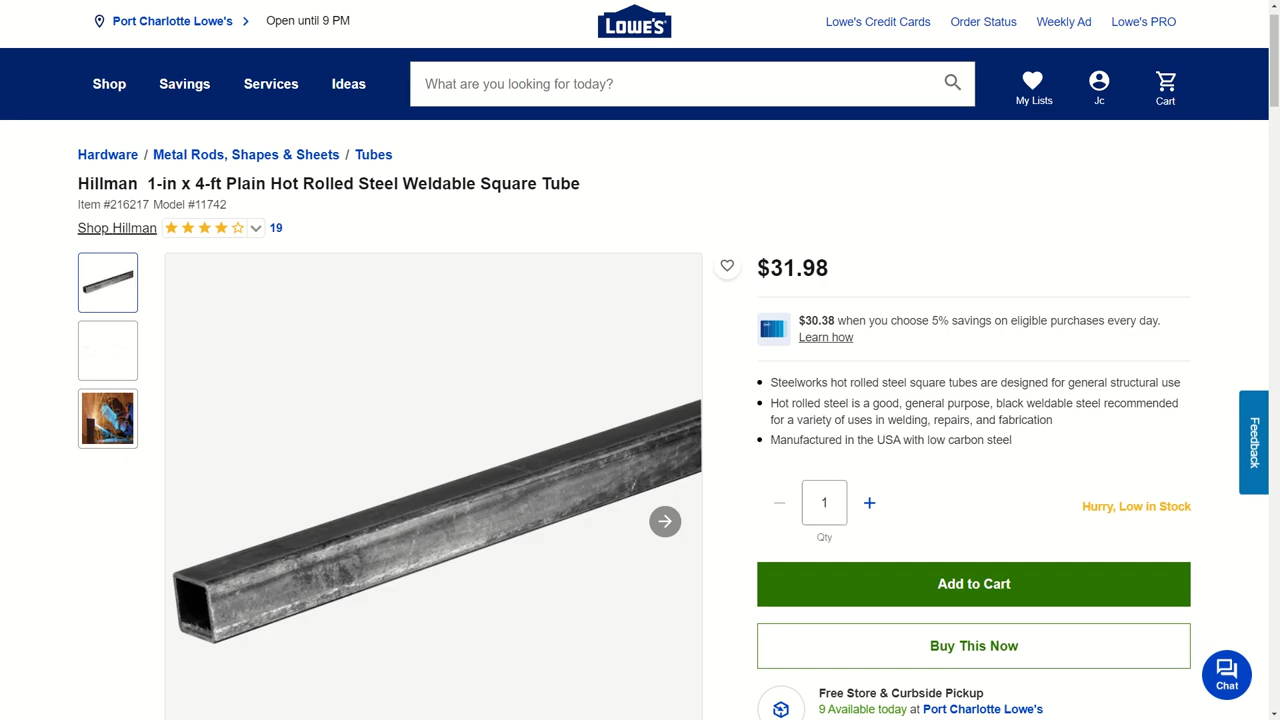 Port Charlotte Lowe's
Open until 9 PM
LOWE'S
Lowe's Credit Cards
Order Status
Weekly Ad
Lowe's PRO
Shop
Savings
Services
Ideas
What are you looking for today?
My Lists
Jc
Cart
Hardware / Metal Rods, Shapes & Sheets / Tubes
Hillman 1-in x 4-ft Plain Hot Rolled Steel Weldable Square Tube
Item #216217 Model #11742
Shop Hillman
19
$31.98
$30.38 when you choose 5% savings on eligible purchases every day.
Learn how
Steelworks hot rolled steel square tubes are designed for general structural use
Hot rolled steel is a good, general purpose, black weldable steel recommended
for a variety of uses in welding, repairs, and fabrication
Manufactured in the USA with low carbon steel
Feedback
1
Qty
Hurry, Low in Stock
Add to Cart
Buy This Now
Chat
Free Store & Curbside Pickup
9 Available today at Port Charlotte Lowe's